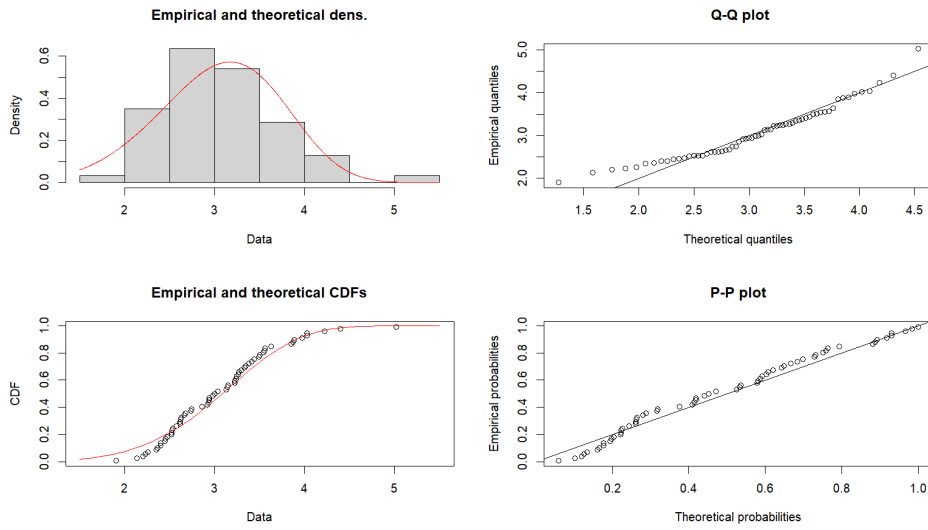 Empirical and theoretical dens.
Density
0.0 0.2 0.4 0.6
2 3 4 5
Data
Q-Q plot
Empirical quantiles
2.0 3.0 4.0 5.0
1.5 2.0 2.5 3.0 3.5 4.0 4.5
Theoretical quantiles
Empirical and theoretical CDFs
CDF
0.0 0.2 0.4 0.6 0.8 1.0
2 3 4 5
Data
P-P plot
Empirical probabilities
0.0 0.2 0.4 0.6 0.8 1.0
0.2 0.4 0.6 0.8 1.0
Theoretical probabilities